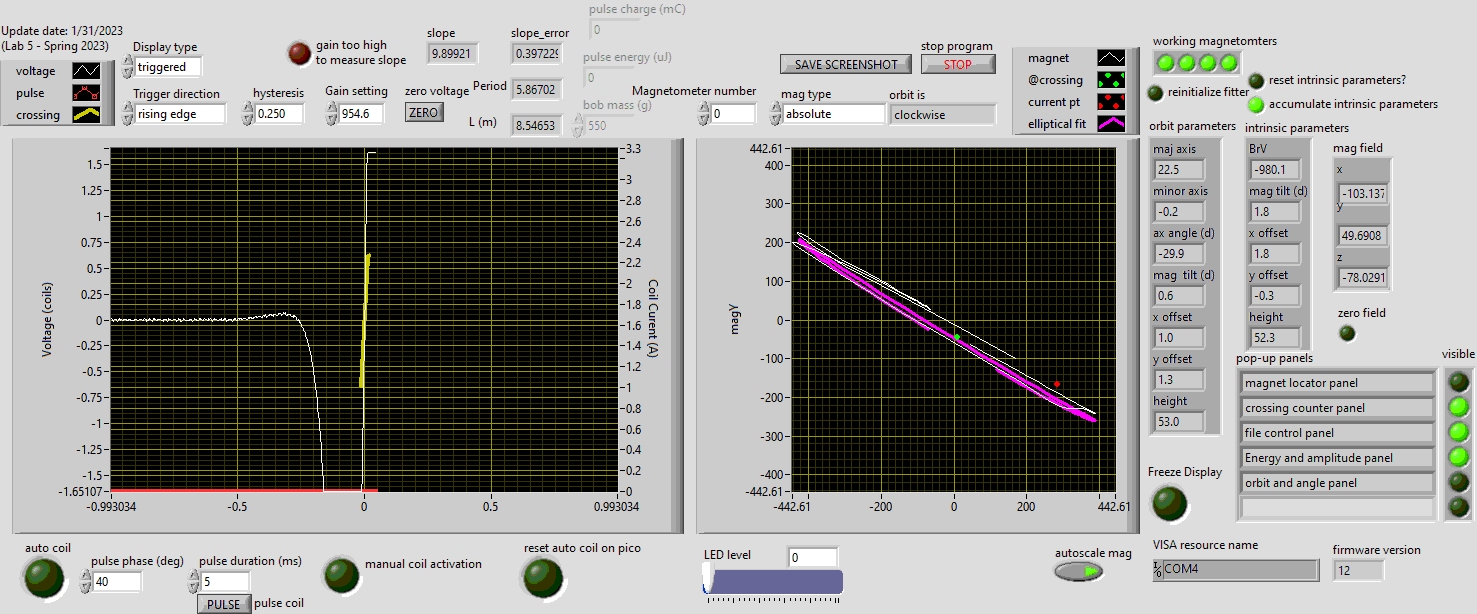 Update date: 1/31/2023
(Lab 5 - Spring 2023)
voltage
pulse
crossing
Display type
triggered
Trigger direction
rising edge
hysteresis
0.250
gain too high
to measure slope
Gain setting
954.6
zero voltage
ZERO
slope
9.89921
slope_error
Period
5.86702
L (m)
8.54653
pulse charge (mC)
0
pulse energy (uJ)
0
bob mass (g)
550
Magnetometer number
0
SAVE SCREENSHOT
stop program
STOP
mag type
absolute
orbit is
clockwise
magnet
@crossing
current pt
elliptical fit
working magnetomters
reinitialize fitter
reset intrinsic parameters?
accumulate intrinsic parameters
orbit parameters
maj axis
22.5
minor axis
-0.2
ax angle (d)
-29.9
mag tilt (d)
0.6
x offset
1.0
y offset
1.3
height
53.0
intrinsic parameters
BrV
-980.1
mag tilt (d)
1.8
x offset
1.8
y offset
-0.3
height
52.3
mag field
x
-103.137
y
49.6908
z
-78.0291
zero field
Voltage (coils)
1.5
1.25
1
0.75
0.5
0.25
0
-0.25
-0.5
-0.75
-1
-1.25
-1.5
-1.65107
-0.993034
-0.5
0
0.5
0.993034
3.3
3
2.8
2.6
2.4
2.2
2
1.8
1.6
1.4
1.2
1
0.8
0.6
0.4
0.2
0
Coil Current (A)
magY
442.61
400
300
200
100
0
-100
-200
-300
-400
-442.61
-442.61
-200
0
200
442.61
pop-up panels
visible
magnet locator panel
crossing counter panel
file control panel
Energy and amplitude panel
orbit and angle panel
Freeze Display
auto coil
pulse phase (deg)
40
pulse duration (ms)
5
PULSE
pulse coil
manual coil activation
reset auto coil on pico
LED level
0
autoscale mag
VISA resource name
COM4
firmware version
12